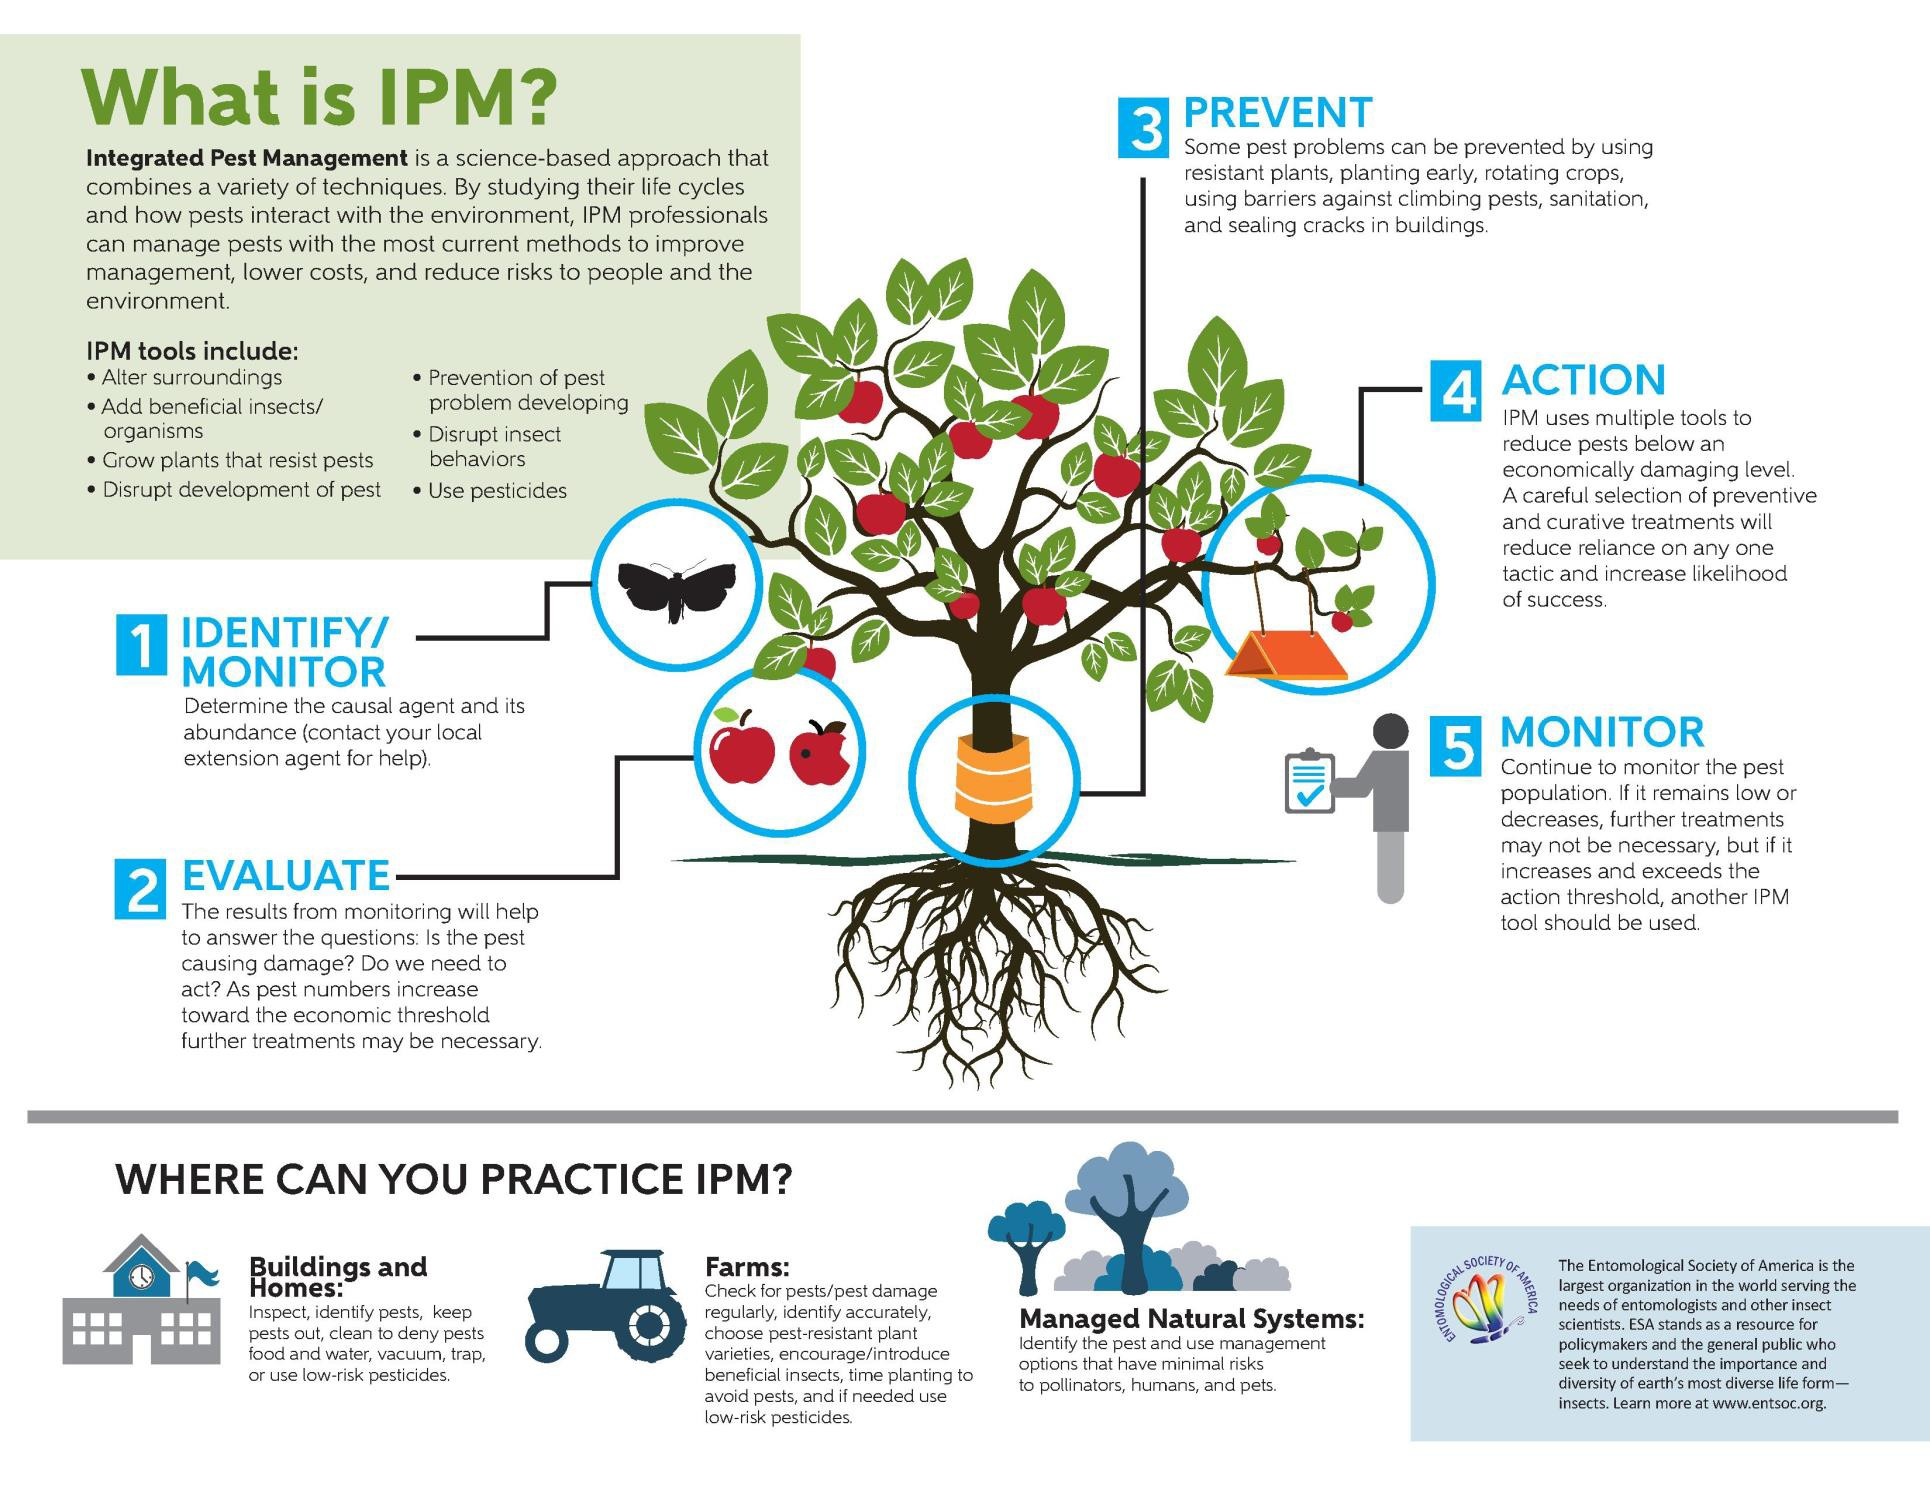 What is IPM?
Integrated Pest Management is a science-based approach that
combines a variety of techniques. By studying their life cycles
and how pests interact with the environment, IPM professionals
can manage pests with the most current methods to improve
management, lower costs, and reduce risks to people and the
environment.
IPM tools include:
• Alter surroundings
• Add beneficial insects/
organisms
• Grow plants that resist pests
• Disrupt development of pest
• Prevention of pest
problem developing
• Disrupt insect
behaviors
• Use pesticides
1 IDENTIFY/
MONITOR
Determine the causal agent and its
abundance (contact your local
extension agent for help).
2 EVALUATE
The results from monitoring will help
to answer the questions: Is the pest
causing damage? Do we need to
act? As pest numbers increase
toward the economic threshold
further treatments may be necessary.
3 PREVENT
Some pest problems can be prevented by using
resistant plants, planting early, rotating crops,
using barriers against climbing pests, sanitation,
and sealing cracks in buildings.
4 ACTION
IPM uses multiple tools to
reduce pests below an
economically damaging level.
A careful selection of preventive
and curative treatments will
reduce reliance on any one
tactic and increase likelihood
of success.
5 MONITOR
Continue to monitor the pest
population. If it remains low or
decreases, further treatments
may not be necessary, but if it
increases and exceeds the
action threshold, another IPM
tool should be used.
WHERE CAN YOU PRACTICE IPM?
Buildings and
Homes:
Inspect, identify pests, keep
pests out, clean to deny pests
food and water, vacuum, trap,
or use low-risk pesticides.
Farms:
Check for pests/pest damage
regularly, identify accurately,
choose pest-resistant plant
varieties, encourage/introduce
beneficial insects, time planting to
avoid pests, and if needed use
low-risk pesticides.
Managed Natural Systems:
Identify the pest and use management
options that have minimal risks
to pollinators, humans, and pets.
ENTOMOLOGICAL SOCIETY OF AMERICA
The Entomological Society of America is the
largest organization in the world serving the
needs of entomologists and other insect
scientists. ESA stands as a resource for
policymakers and the general public who
seek to understand the importance and
diversity of earth's most diverse life form—
insects. Learn more at www.entsoc.org.